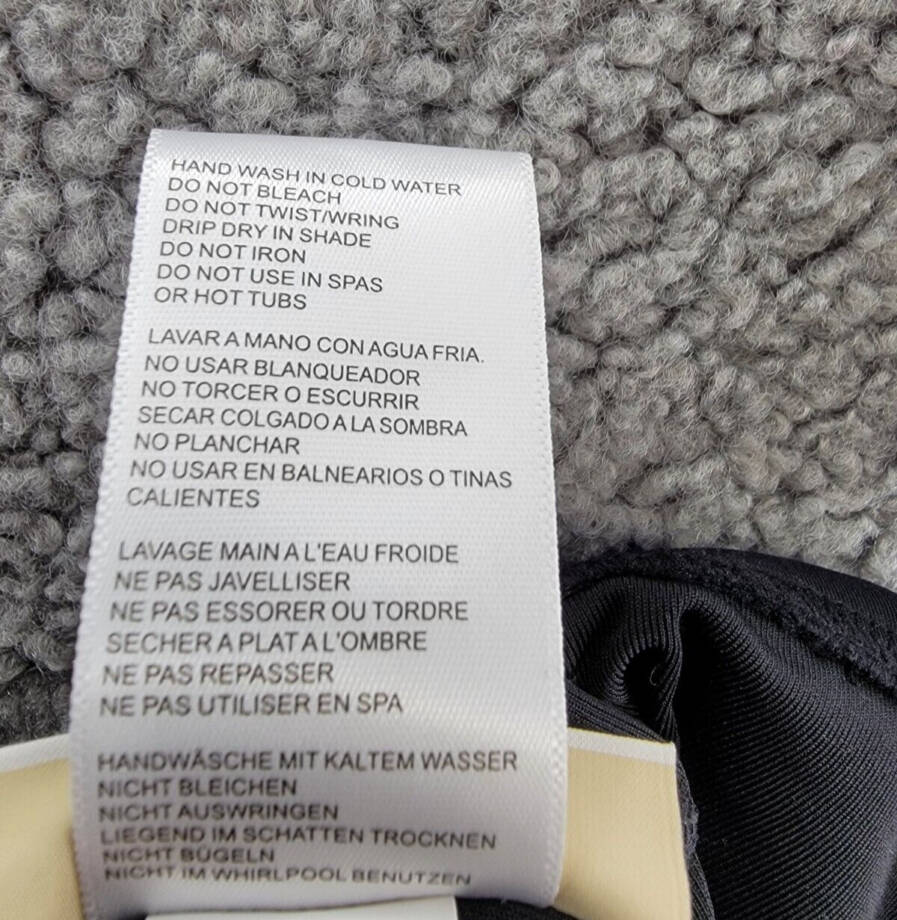 HAND WASH IN COLD WATER
DO NOT BLEACH
DO NOT TWIST/WRING
DRIP DRY IN SHADE
DO NOT IRON
DO NOT USE IN SPAS
OR HOT TUBS
LAVAR A MANO CON AGUA FRIA.
NO USAR BLANQUEADOR
NO TORCER O ESCURRIR
SECAR COLGADO A LA SOMBRA
NO PLANCHAR
NO USAR EN BALNEARIOS O TINAS
CALIENTES
LAVAGE MAIN A L'EAU FROIDE
NE PAS JAVELLISER
NE PAS ESSORER OU TORDRE
SECHER A PLAT A L'OMBRE
NE PAS REPASSER
NE PAS UTILISER EN SPA
HANDWÄSCHE MIT KALTEM WASSER
NICHT BLEICHEN
NICHT AUSWRINGEN
LIEGEND IM SCHATTEN TROCKNEN
NICHT BÜGELN
NICHT IM WHIRLPOOL BENUTZEN